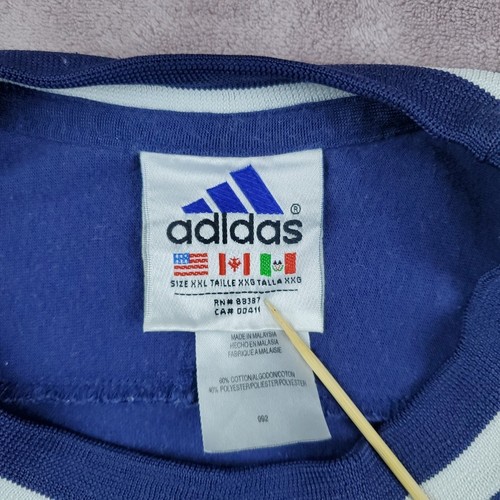 adidas®
SIZE XXL TAILLE XXG TALLA XXG
RN# 88387
CA# 00411
MADE IN MALAYSIA
HECHO EN MALASIA
FABRIQUE A MALAISIE
60% COTTON/ALGODON/COTON
40% POLYESTER/POLIESTER/POLYESTER